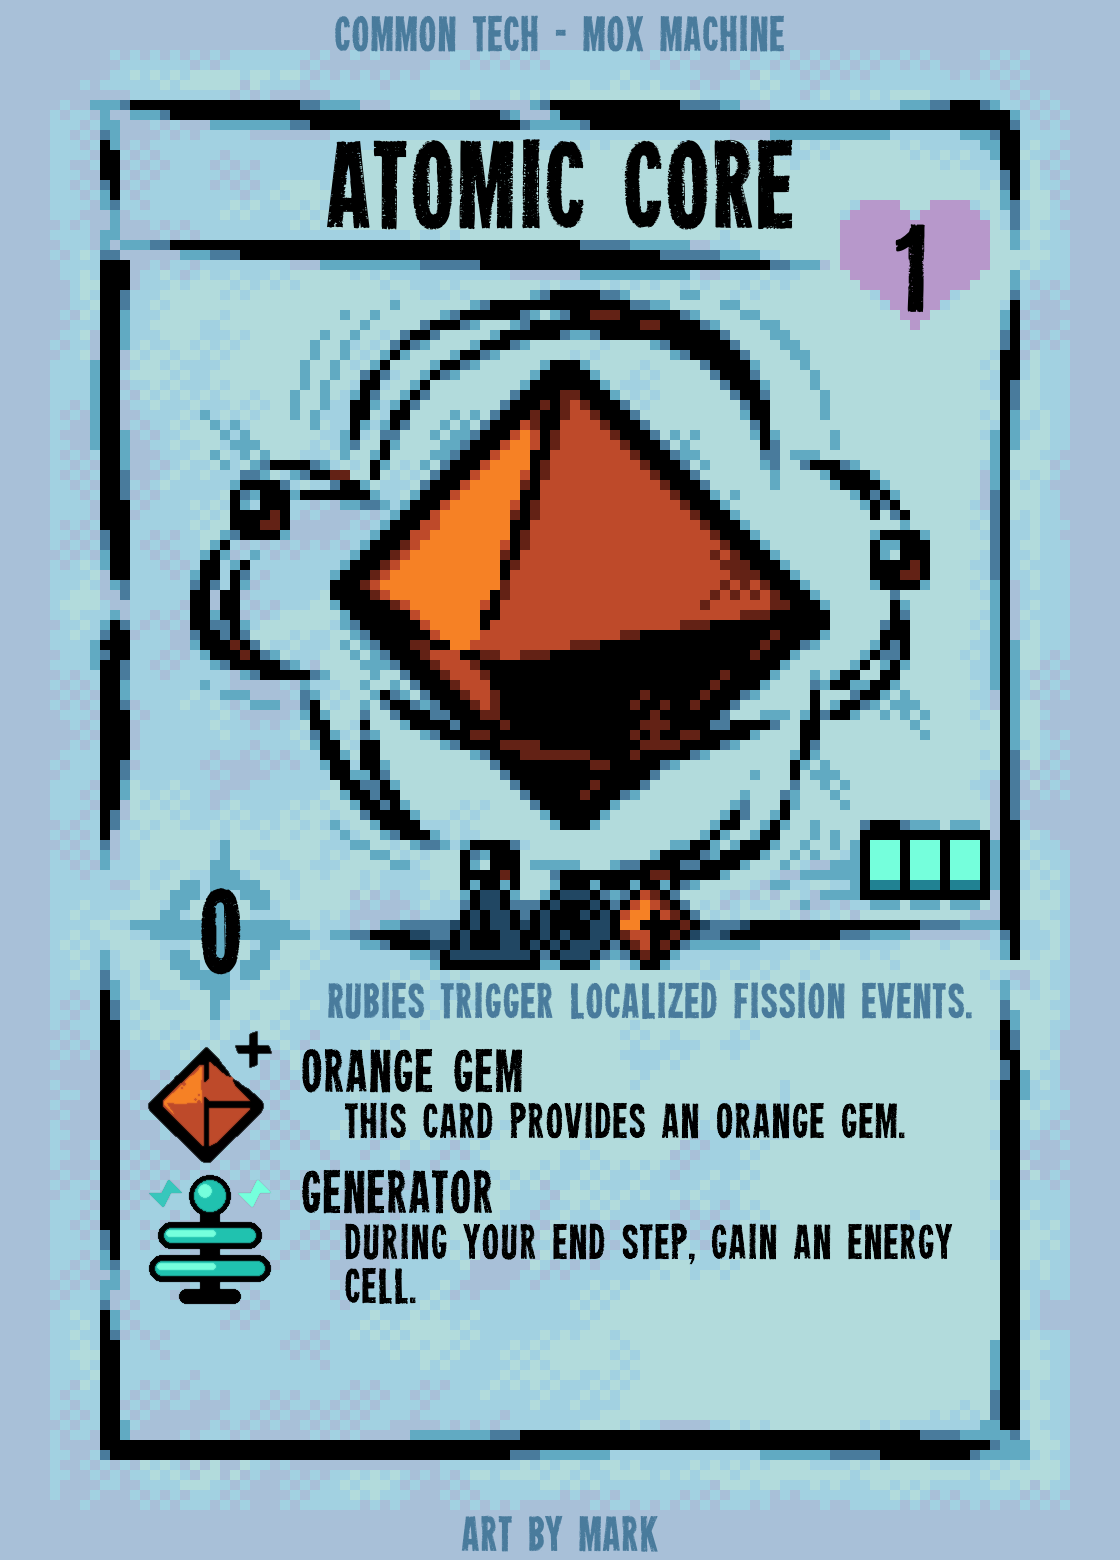 COMMON TECH - MOX MACHINE
ATOMIC CORE
1
0
RUBIES TRIGGER LOCALIZED FISSION EVENTS.
ORANGE GEM
THIS CARD PROVIDES AN ORANGE GEM.
GENERATOR
DURING YOUR END STEP, GAIN AN ENERGY
CELL.
ART BY MARK